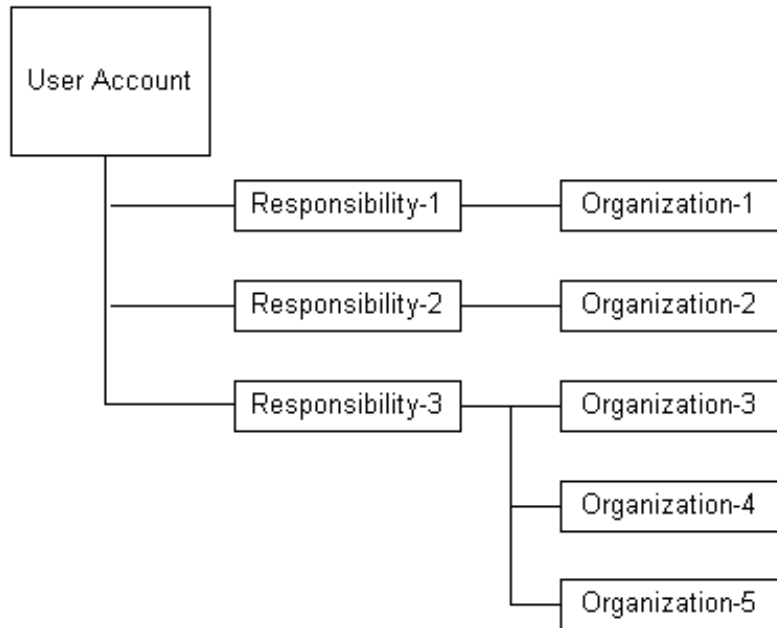 User Account
Responsibility-1
Organization-1
Responsibility-2
Organization-2
Responsibility-3
Organization-3
Organization-4
Organization-5